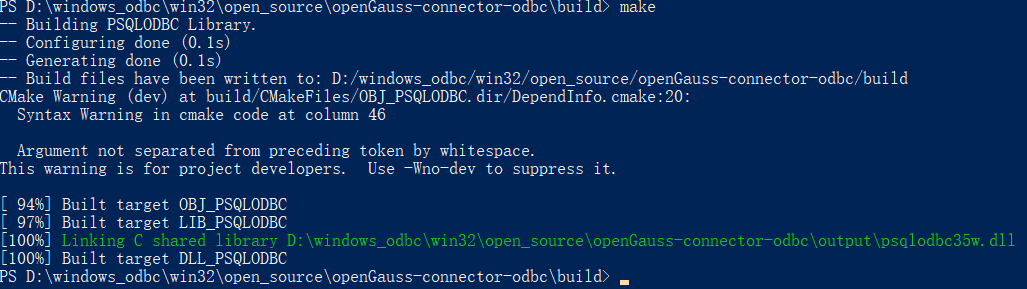 PS D:\windows_odbc\win32\open_source\openGauss-connector-odbc\build> make
-- Building PSQLODBC Library.
-- Configuring done (0.1s)
-- Generating done (0.1s)
-- Build files have been written to: D:/windows_odbc/win32/open_source/openGauss-connector-odbc/build
CMake Warning (dev) at build/CMakeFiles/OBJ_PSQLODBC.dir/DependInfo.cmake:20:
  Syntax Warning in cmake code at column 46
  Argument not separated from preceding token by whitespace.
This warning is for project developers.  Use -Wno-dev to suppress it.
[ 94%] Built target OBJ_PSQLODBC
[ 97%] Built target LIB_PSQLODBC
[100%] Linking C shared library D:\windows_odbc\win32\open_source\openGauss-connector-odbc\output\psqlodbc35w.dll
[100%] Built target DLL_PSQLODBC
PS D:\windows_odbc\win32\open_source\openGauss-connector-odbc\build>